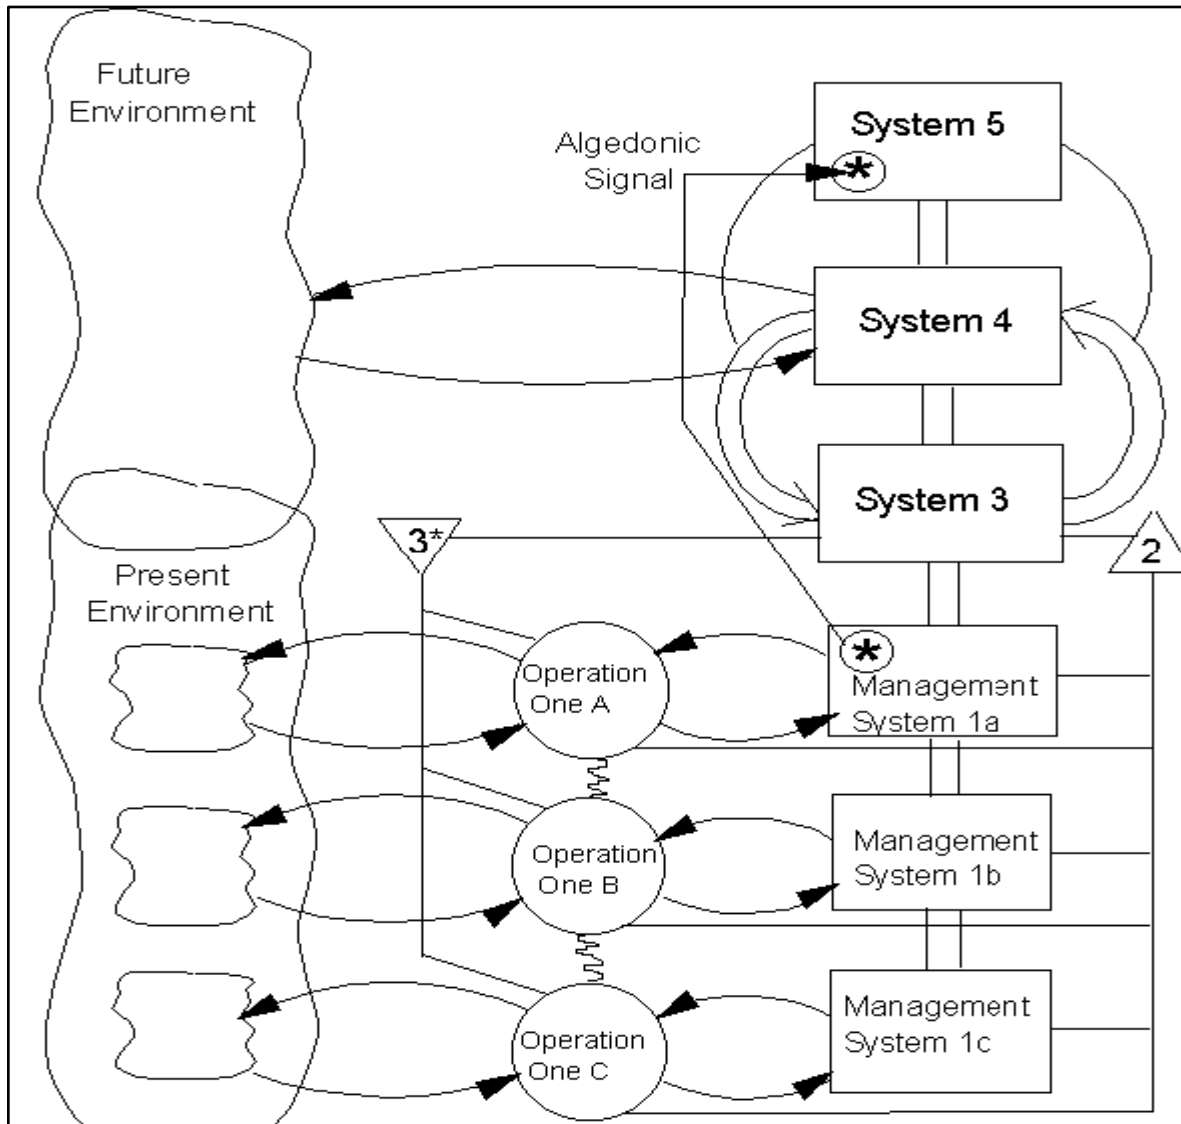 Future
Environment
Algedonic
Signal
System 5
*
System 4
System 3
3*
2
Present
Environment
Operation
One A
*
Management
System 1a
Operation
One B
Management
System 1b
Operation
One C
Management
System 1c